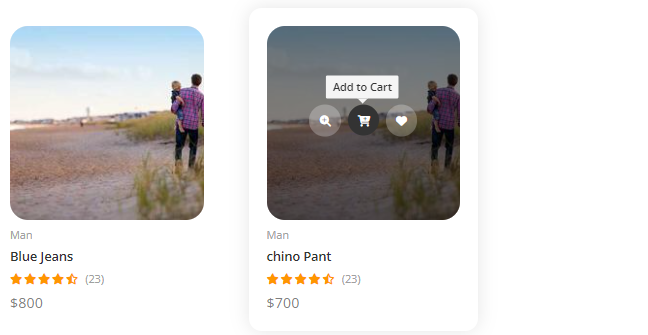 Add to Cart
Man
Blue Jeans
(23)
$800
Man
chino Pant
(23)
$700